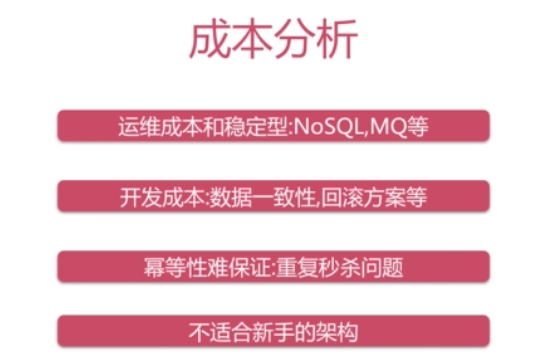 成本分析
运维成本和稳定型:NoSQL,MQ等
开发成本:数据一致性,回滚方案等
幂等性难保证:重复秒杀问题
不适合新手的架构